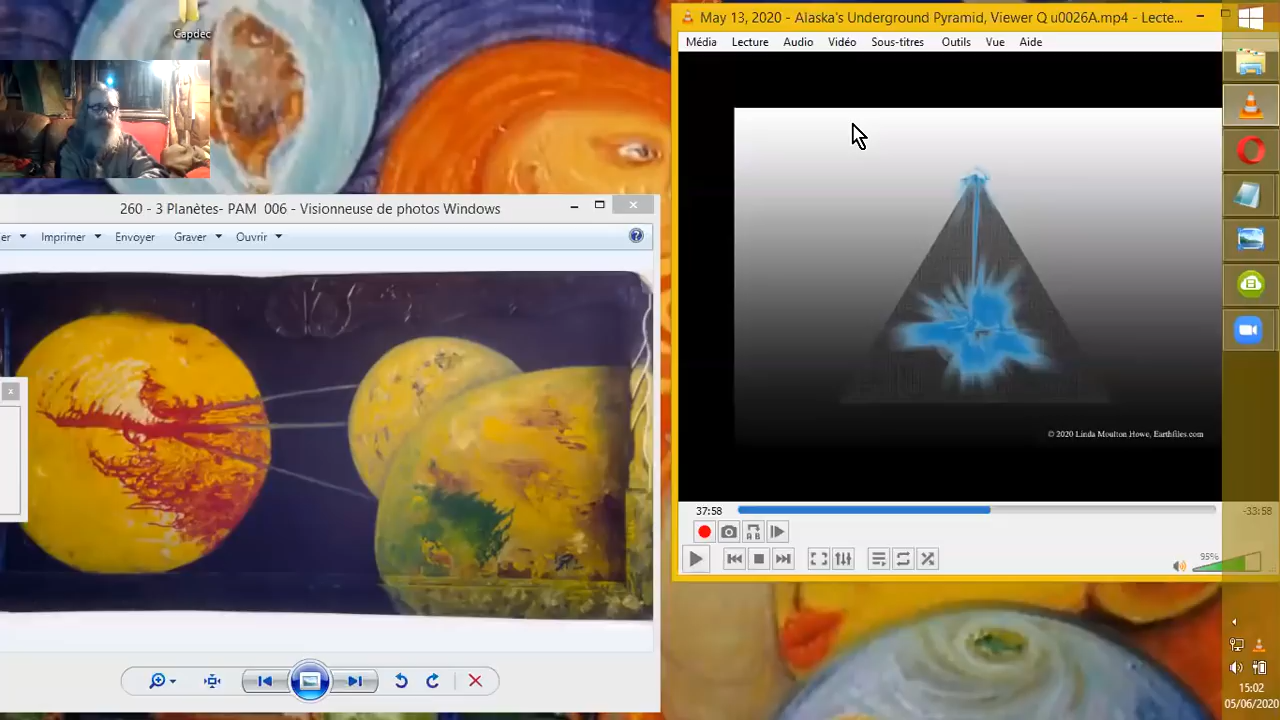 Capdec
May 13, 2020 - Alaska's Underground Pyramid, Viewer Q u0026A.mp4 - Lecte...
Média Lecture Audio Vidéo Sous-titres Outils Vue Aide
260 - 3 Planètes- PAM 006 - Visionneuse de photos Windows
er Imprimer Envoyer Graver Ouvrir
© 2020 Linda Moulton Howe, Earthfiles.com
37:58
-33:58
95%
15:02
05/06/2020